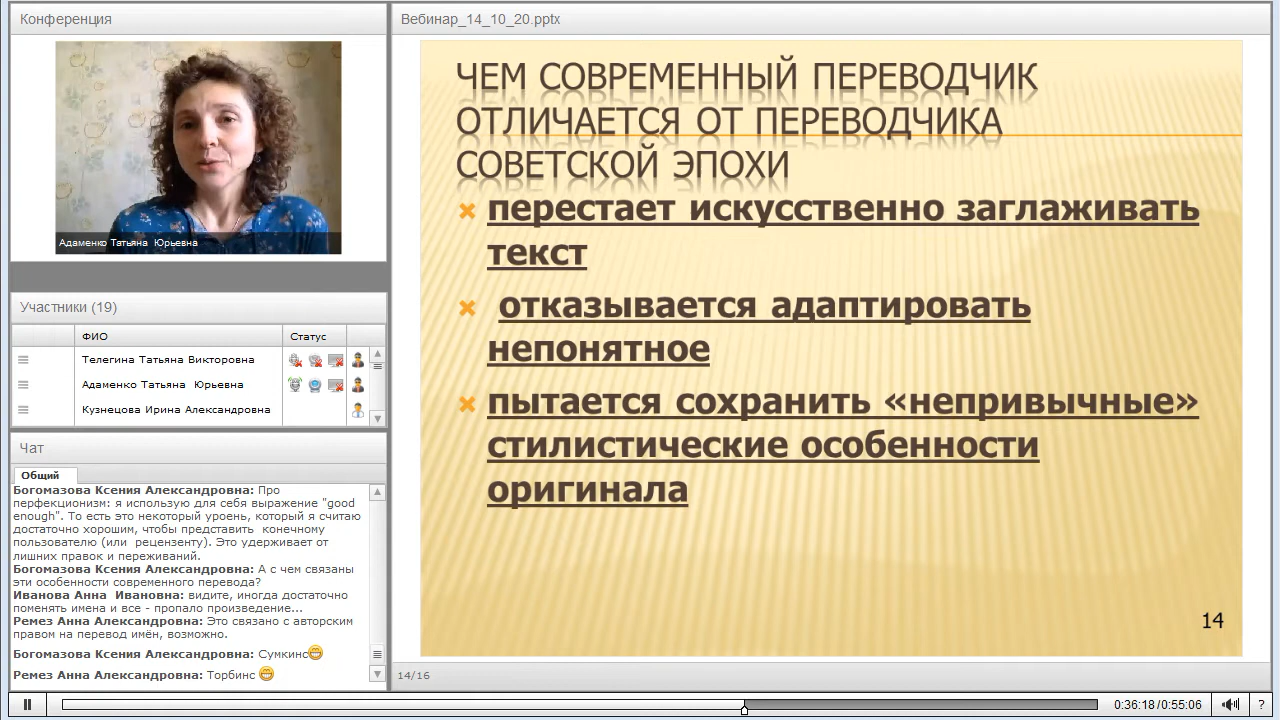 Конференция
Адаменко Татьяна  Юрьевна
Участники (19)
ФИО
Статус
Телегина Татьяна Викторовна
Адаменко Татьяна  Юрьевна
Кузнецова Ирина Александровна
Чат
Общий
Богомазова Ксения Александровна: Про
перфекционизм: я использую для себя выражение "good
enough". То есть это некоторый уроень, который я считаю
достаточно хорошим, чтобы представить  конечному
пользователю (или  рецензенту). Это удерживает от
лишних правок и переживаний.
Богомазова Ксения Александровна: А с чем связаны
эти особенности современного перевода?
Иванова Анна  Ивановна: видите, иногда достаточно
поменять имена и все - пропало произведение...
Ремез Анна Александровна: Это связано с авторским
правом на перевод имён, возможно.
Богомазова Ксения Александровна: Сумкинс
Ремез Анна Александровна: Торбинс
Вебинар_14_10_20.pptx
ЧЕМ СОВРЕМЕННЫЙ ПЕРЕВОДЧИК
ОТЛИЧАЕТСЯ ОТ ПЕРЕВОДЧИКА
СОВЕТСКОЙ ЭПОХИ
перестает искусственно заглаживать
текст
отказывается адаптировать
непонятное
пытается сохранить «непривычные»
стилистические особенности
оригинала
14
14/16
0:36:18/0:55:06
?